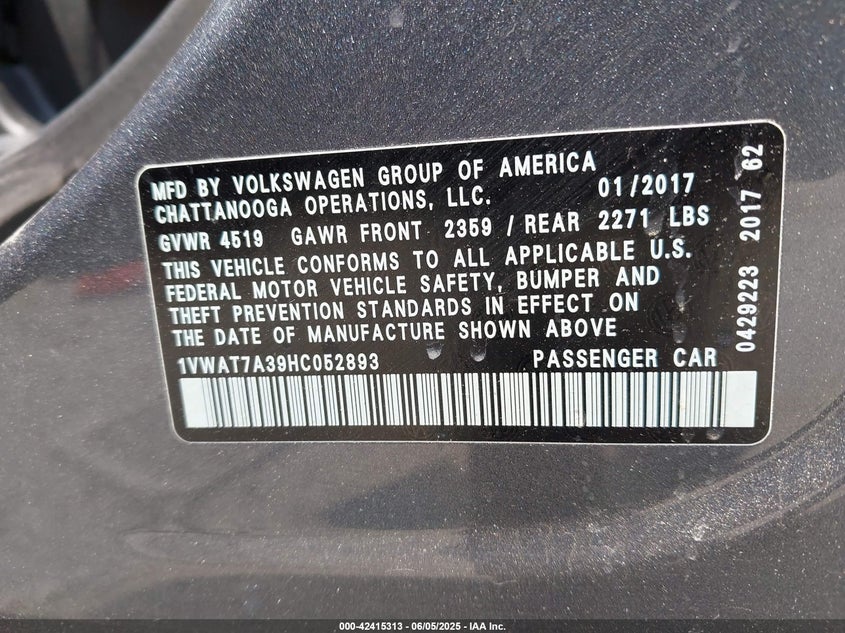 MFD BY VOLKSWAGEN GROUP OF AMERICA
CHATTANOOGA OPERATIONS, LLC. 01/2017
GVWR 4519 GAWR FRONT 2359 / REAR 2271 LBS
THIS VEHICLE CONFORMS TO ALL APPLICABLE U.S.
FEDERAL MOTOR VEHICLE SAFETY, BUMPER AND
THEFT PREVENTION STANDARDS IN EFFECT ON
THE DATE OF MANUFACTURE SHOWN ABOVE
1VWAT7A39HC052893 PASSENGER CAR
0429223 2017 62
000-42415313 - 06/05/2025 - IAA Inc.